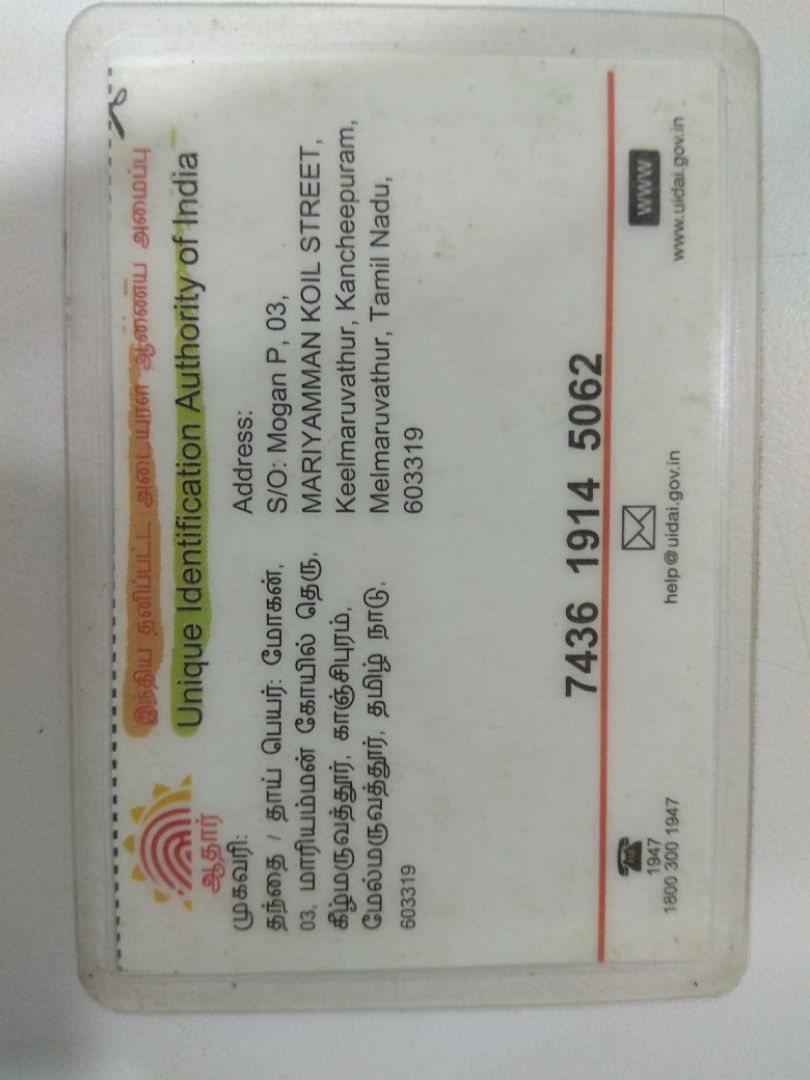 இந்திய தனிப்பட்ட அடையாள ஆணைய அமைப்பு
Unique Identification Authority of India
ஆதார்
முகவரி:
தந்தை / தாய் பெயர்: மோகன்,
03, மாரியம்மன் கோயில் தெரு,
கீழ்மருவத்தூர், காஞ்சிபுரம்,
மேல்மருவத்தூர், தமிழ் நாடு,
603319
Address:
S/O: Mogan P, 03,
MARIYAMMAN KOIL STREET,
Keelmaruvathur, Kancheepuram,
Melmaruvathur, Tamil Nadu,
603319
7436 1914 5062
1947
1800 300 1947
help@uidai.gov.in
WWW
www.uidai.gov.in